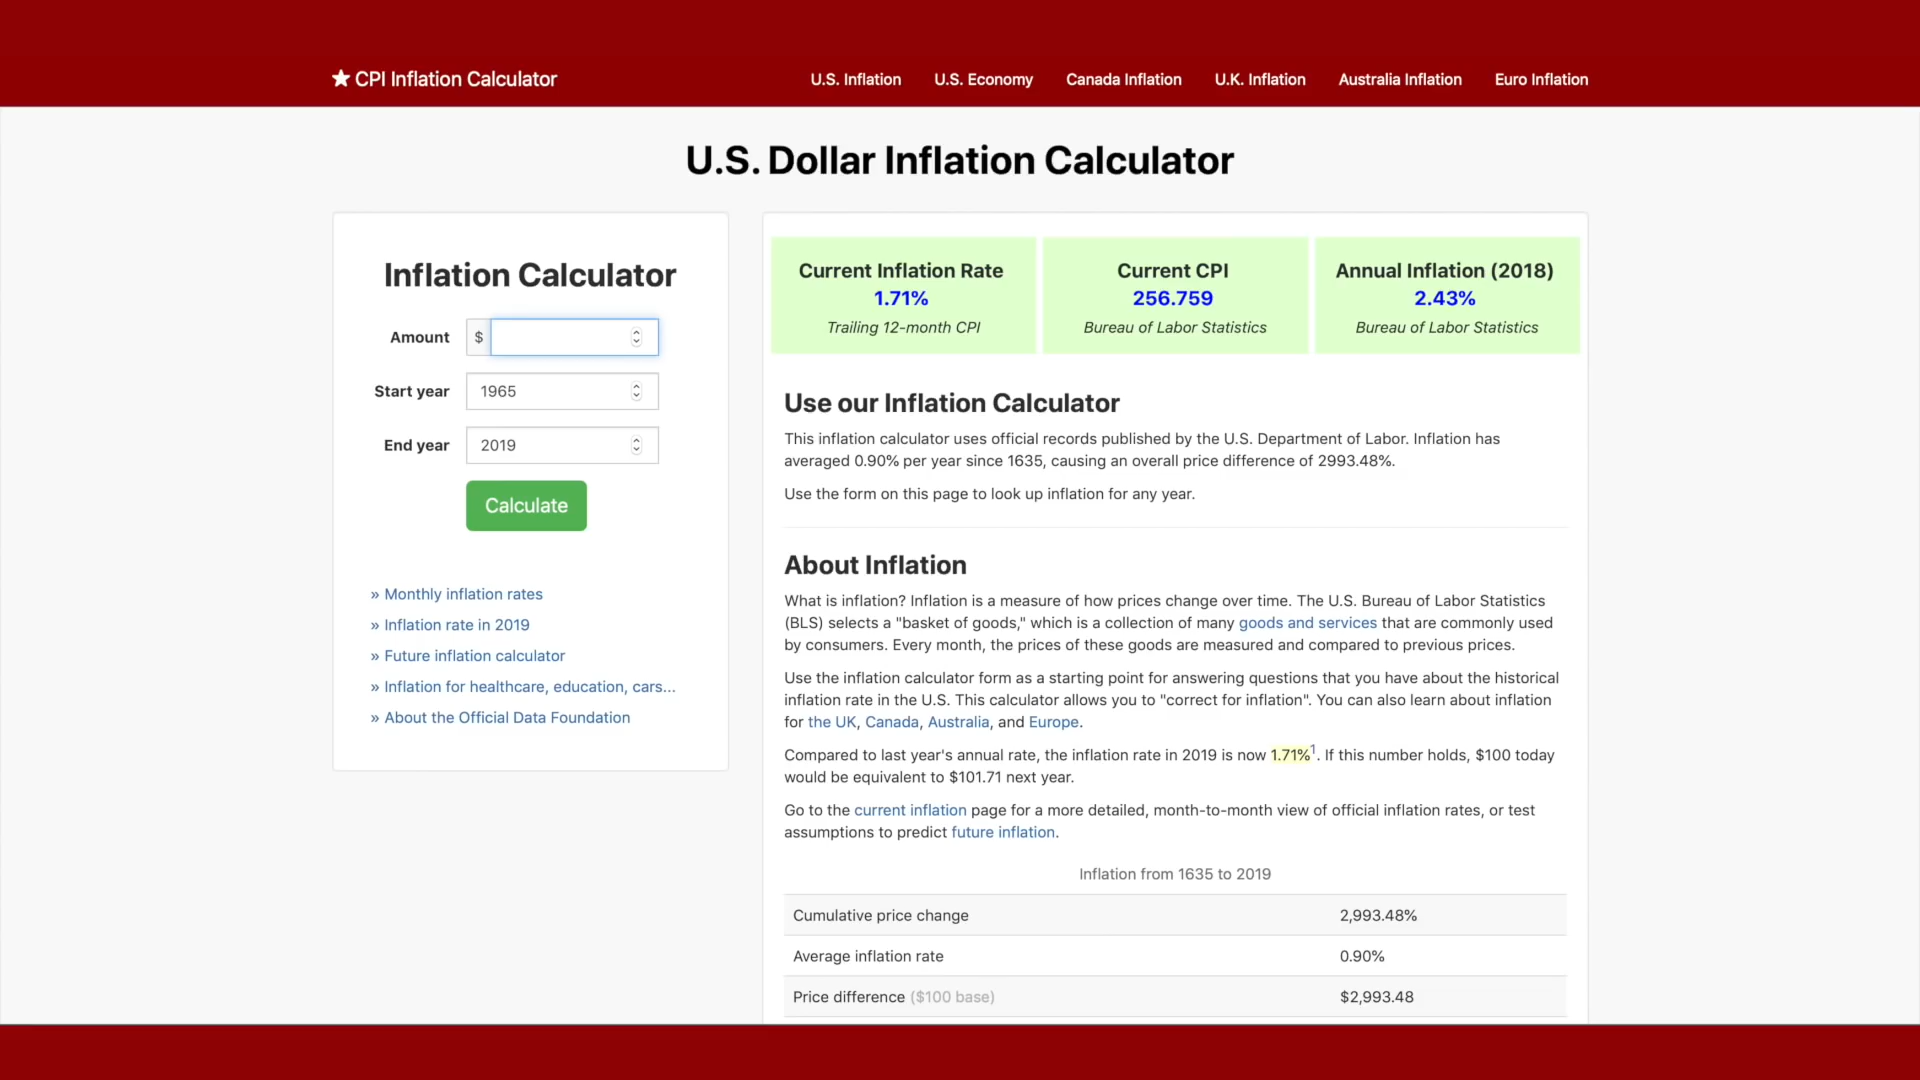 ★ CPI Inflation Calculator
U.S. Inflation
U.S. Economy
Canada Inflation
U.K. Inflation
Australia Inflation
Euro Inflation
U.S. Dollar Inflation Calculator
Inflation Calculator
Amount
$
Start year
1965
End year
2019
Calculate
» Monthly inflation rates
» Inflation rate in 2019
» Future inflation calculator
» Inflation for healthcare, education, cars...
» About the Official Data Foundation
Current Inflation Rate
1.71%
Trailing 12-month CPI
Current CPI
256.759
Bureau of Labor Statistics
Annual Inflation (2018)
2.43%
Bureau of Labor Statistics
Use our Inflation Calculator
This inflation calculator uses official records published by the U.S. Department of Labor. Inflation has
averaged 0.90% per year since 1635, causing an overall price difference of 2993.48%.
Use the form on this page to look up inflation for any year.
About Inflation
What is inflation? Inflation is a measure of how prices change over time. The U.S. Bureau of Labor Statistics
(BLS) selects a "basket of goods," which is a collection of many goods and services that are commonly used
by consumers. Every month, the prices of these goods are measured and compared to previous prices.
Use the inflation calculator form as a starting point for answering questions that you have about the historical
inflation rate in the U.S. This calculator allows you to "correct for inflation". You can also learn about inflation
for the UK, Canada, Australia, and Europe.
Compared to last year's annual rate, the inflation rate in 2019 is now 1.71%¹. If this number holds, $100 today
would be equivalent to $101.71 next year.
Go to the current inflation page for a more detailed, month-to-month view of official inflation rates, or test
assumptions to predict future inflation.
Inflation from 1635 to 2019
Cumulative price change 2,993.48%
Average inflation rate 0.90%
Price difference ($100 base) $2,993.48